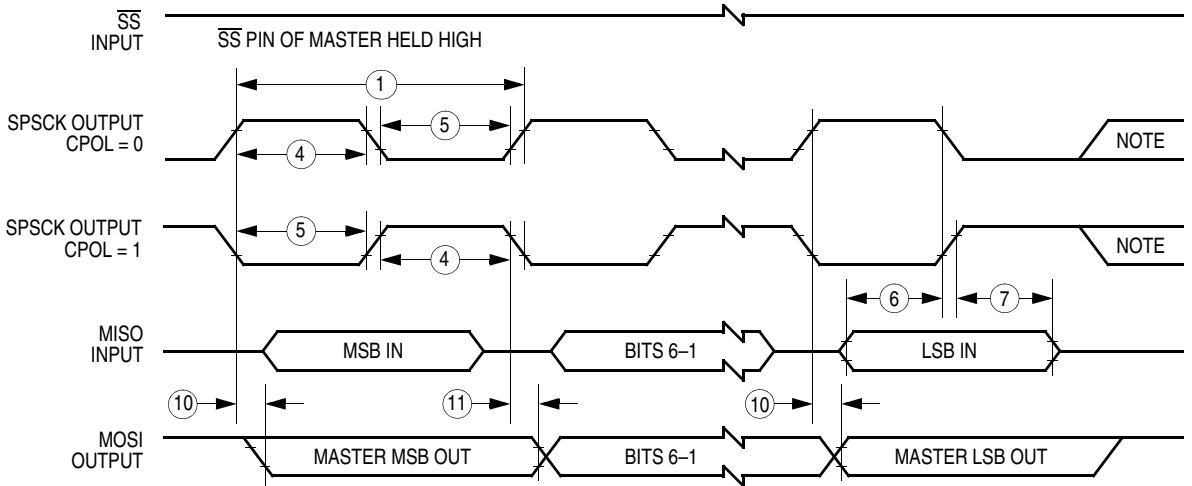 SS
INPUT
SS PIN OF MASTER HELD HIGH
1
SPSCK OUTPUT
CPOL = 0
5
4
NOTE
SPSCK OUTPUT
CPOL = 1
5
4
NOTE
6
7
MISO
INPUT
MSB IN
BITS 6–1
LSB IN
10
11
10
MOSI
OUTPUT
MASTER MSB OUT
BITS 6–1
MASTER LSB OUT